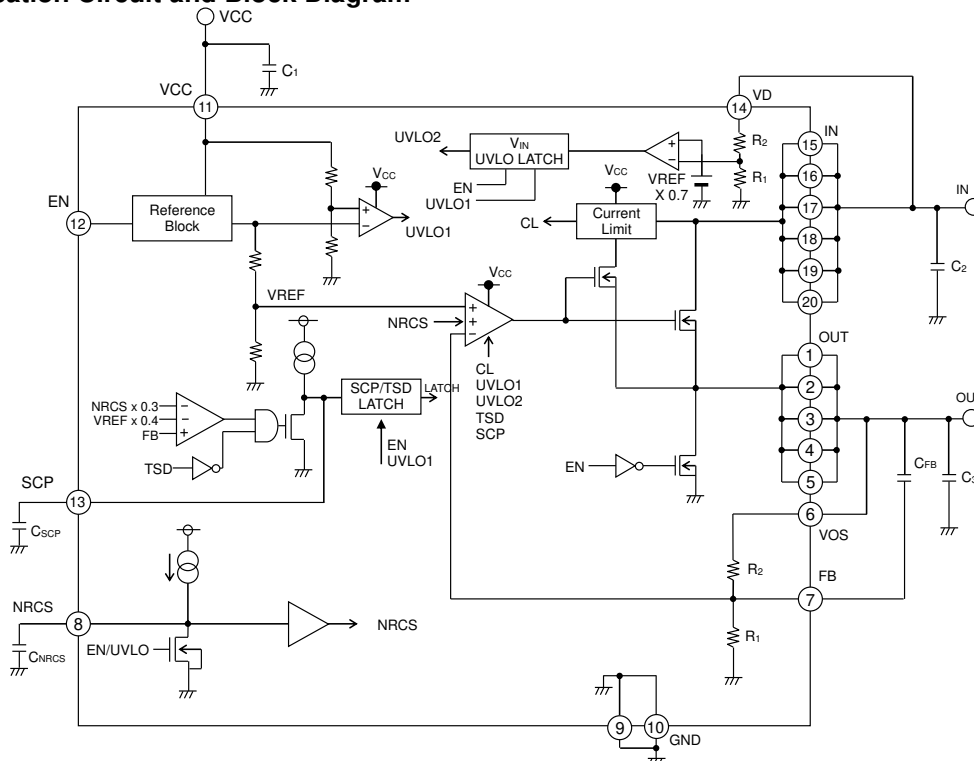 Circuit and Block Diagram
VCC
C1
VCC
11
14
VD
R2
R1
IN
15
16
17
18
19
20
IN
C2
UVLO2
VIN
UVLO LATCH
EN
UVLO1
+
−
VREF
X 0.7
EN
12
Reference
Block
VCC
+
−
UVLO1
VCC
CL
Current
Limit
VREF
NRCS
VCC
+
+
−
CL
UVLO1
UVLO2
TSD
SCP
OUT
1
2
3
4
5
OU
CFB
C3
NRCS x 0.3
VREF x 0.4
FB
−
−
+
TSD
SCP/TSD
LATCH
LATCH
EN
UVLO1
EN
SCP
13
CSCP
6
VOS
R2
FB
7
R1
NRCS
8
CNRCS
EN/UVLO
NRCS
9
10
GND